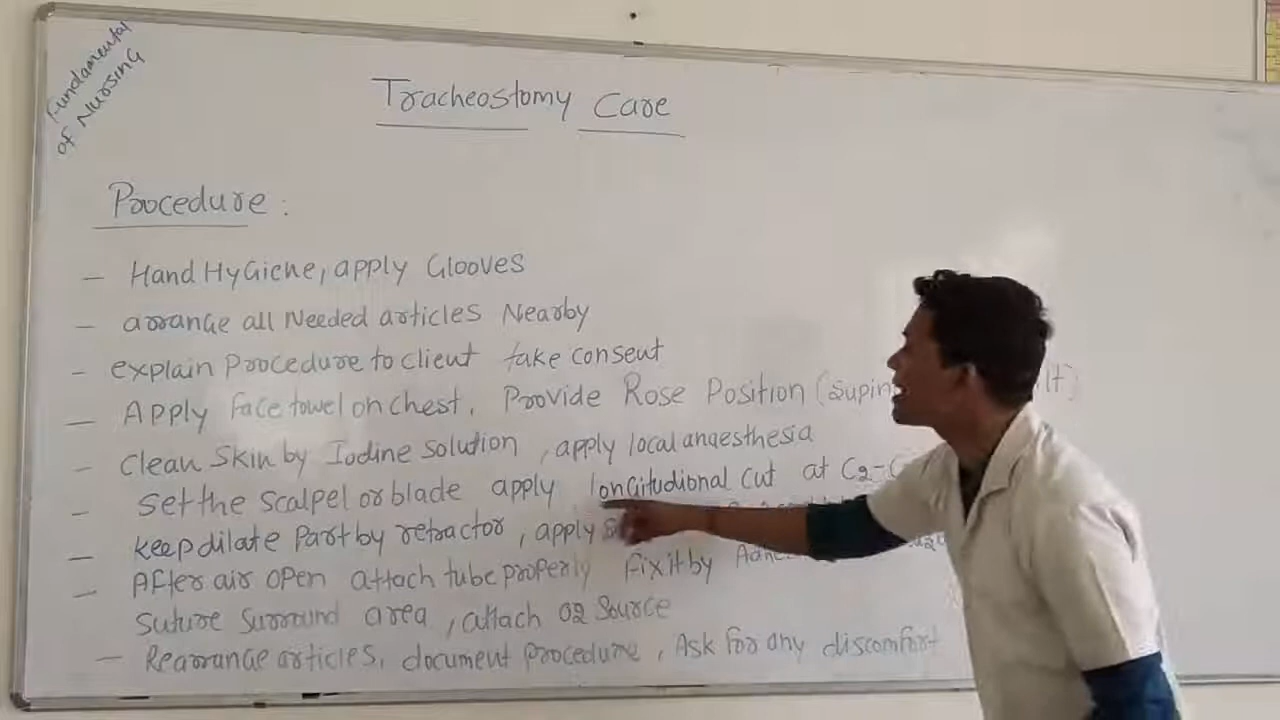 Fundamental
of Nursing
Tracheostomy Care
Procedure :
- Hand Hygiene, apply Glooves
- arrange all Needed articles Nearby
- explain Procedure to client take consent
- Apply Face towel on chest, Provide Rose Position (Supin
- Clean Skin by Iodine solution , apply local anaesthesia
Set the scalpel or blade apply longitudional cut at C2-C
- keep dilate Part by retractor , apply
- After air open attach tube properly fix it by
Suture Surround area , attach O2 Source
- Rearrange articles, document procedure , Ask for any discomfort